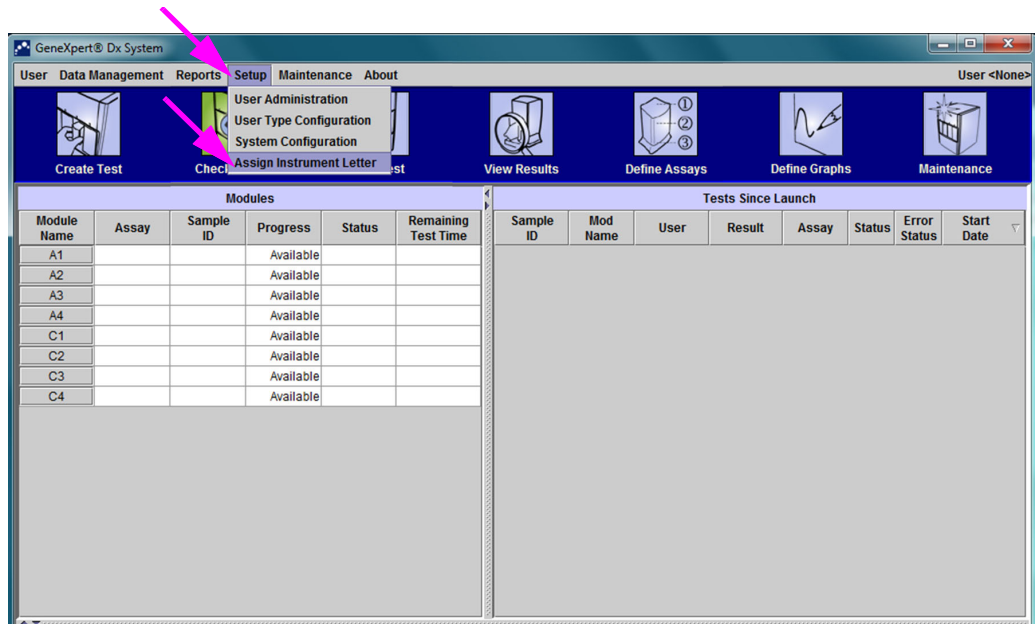 GeneXpert® Dx System
User Data Management Reports Setup Maintenance About User <None>
User Administration
User Type Configuration
System Configuration
Assign Instrument Letter
Create Test View Results Define Assays Define Graphs Maintenance
1
2
3
Modules
Module Name Assay Sample ID Progress Status Remaining Test Time
A1 Available
A2 Available
A3 Available
A4 Available
C1 Available
C2 Available
C3 Available
C4 Available
Tests Since Launch
Sample ID Mod Name User Result Assay Status Error Status Start Date